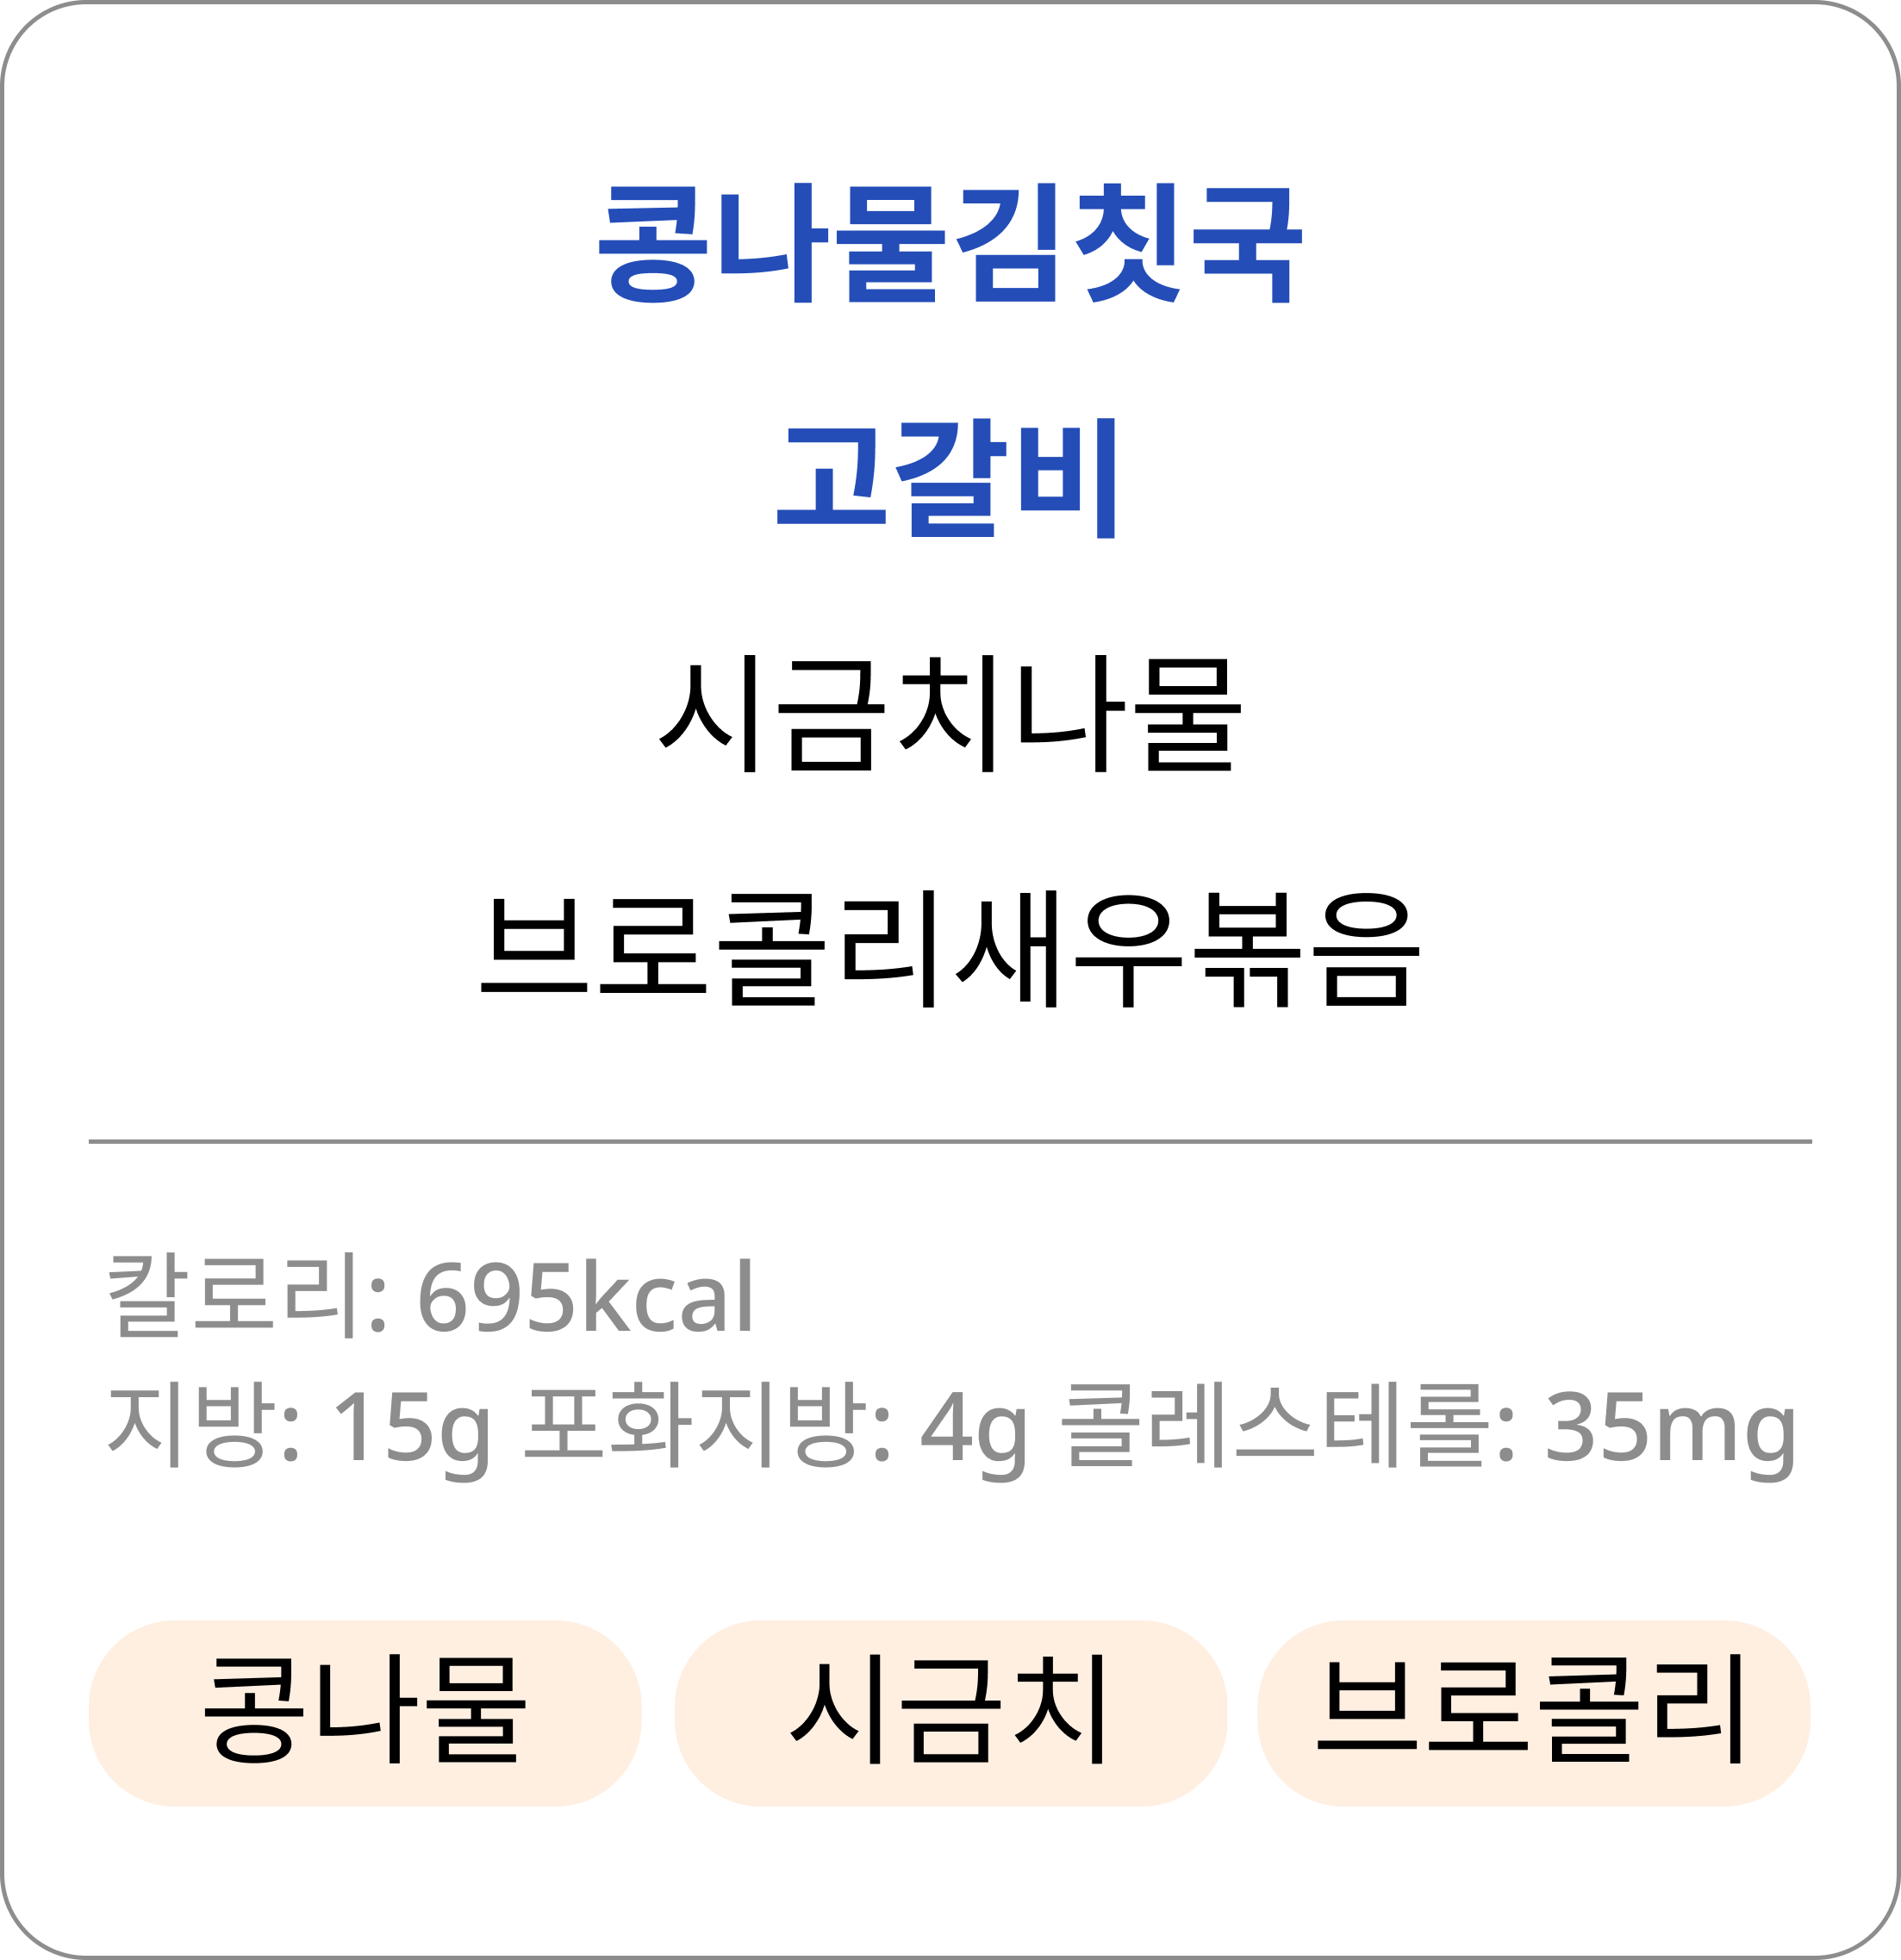 콩나물김칫국
고갈비
시금치나물
브로콜리새우볶음
칼로리: 695kcal
지방: 15g 포화지방: 4g 콜레스테롤: 35mg
콩나물 시금치 브로콜리